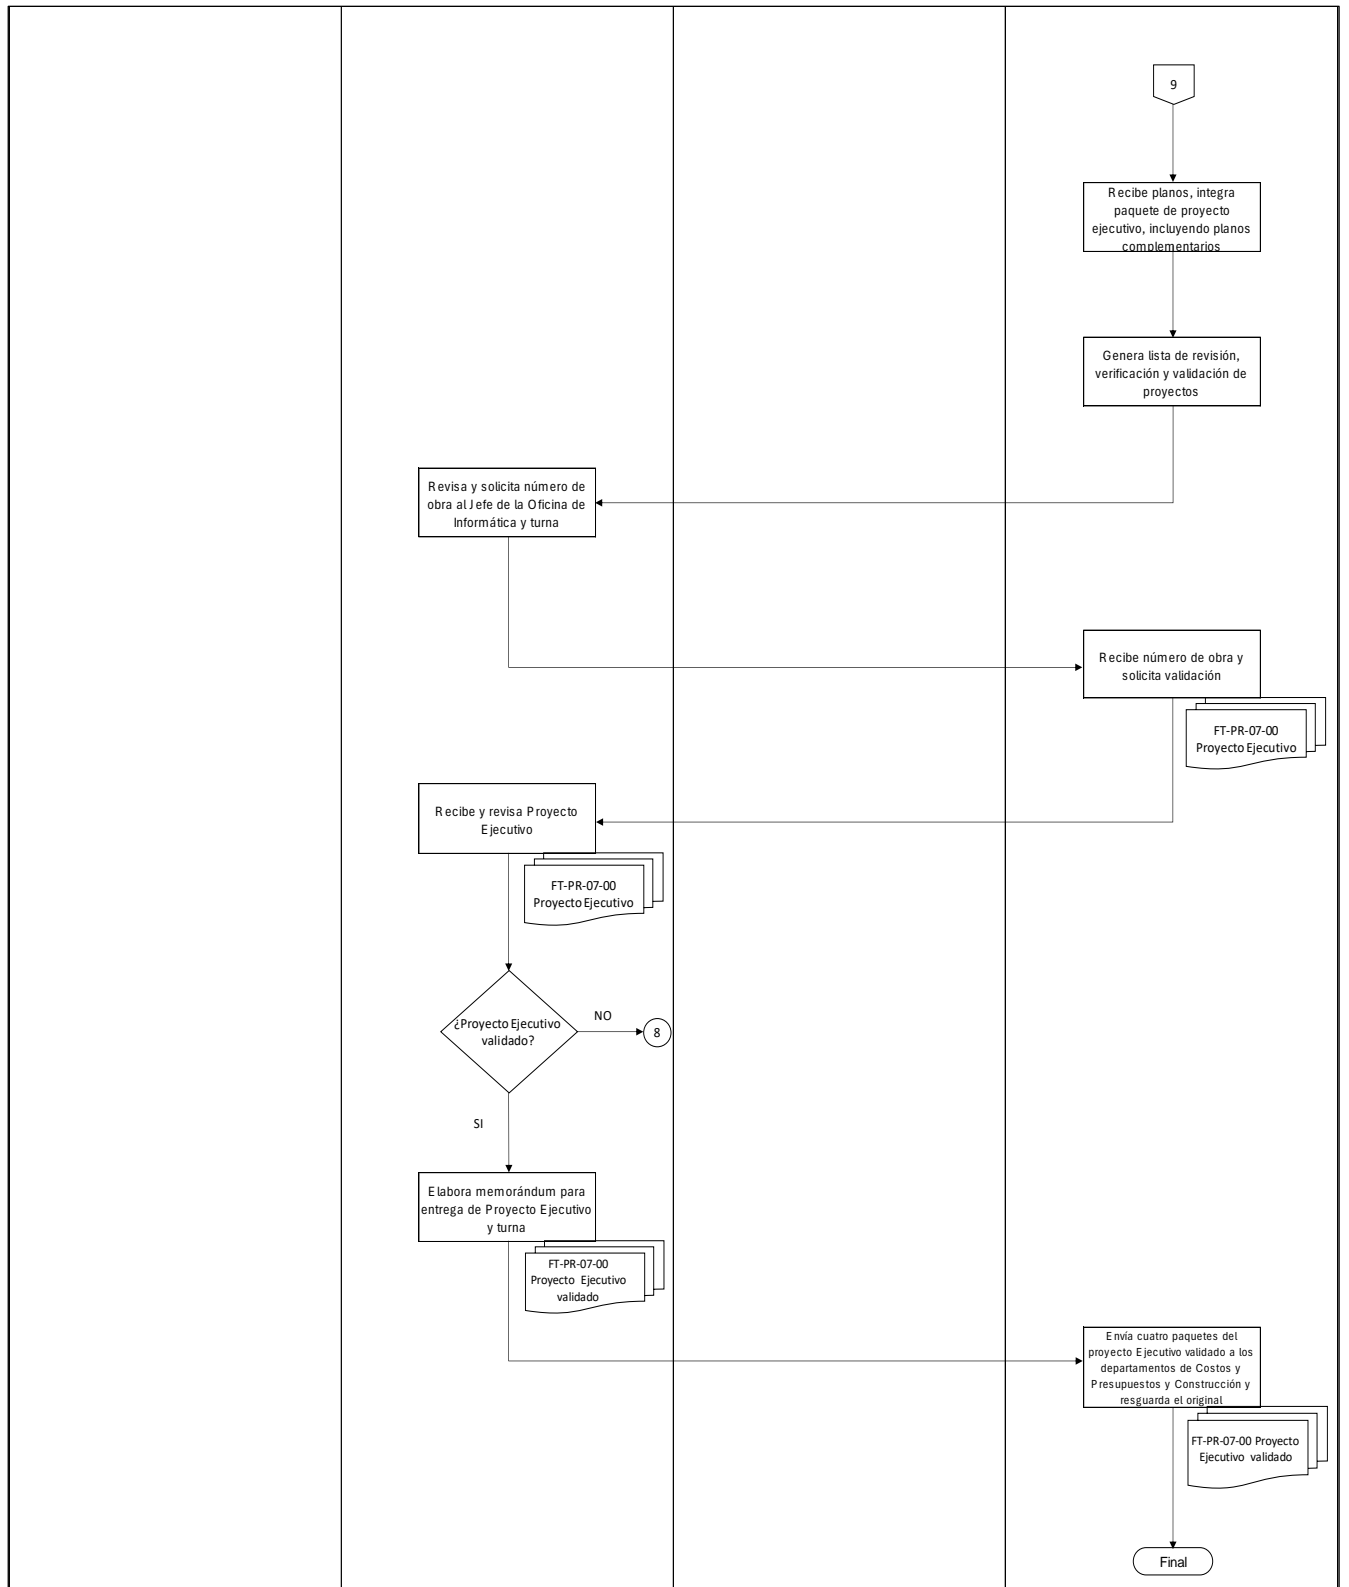 9
Recibe planos, integra
paquete de proyecto
ejecutivo, incluyendo planos
complementarios
Genera lista de revisión,
verificación y validación de
proyectos
Revisa y solicita número de
obra al Jefe de la Oficina de
Informática y turna
Recibe número de obra y
solicita validación
FT-PR-07-00
Proyecto Ejecutivo
Recibe y revisa Proyecto
Ejecutivo
FT-PR-07-00
Proyecto Ejecutivo
¿Proyecto Ejecutivo
validado?
NO
8
SI
Elabora memorándum para
entrega de Proyecto Ejecutivo
y turna
FT-PR-07-00
Proyecto Ejecutivo
validado
Envía cuatro paquetes del
proyecto Ejecutivo validado a los
departamentos de Costos y
Presupuestos y Construcción y
resguarda el original
FT-PR-07-00 Proyecto
Ejecutivo validado
Final